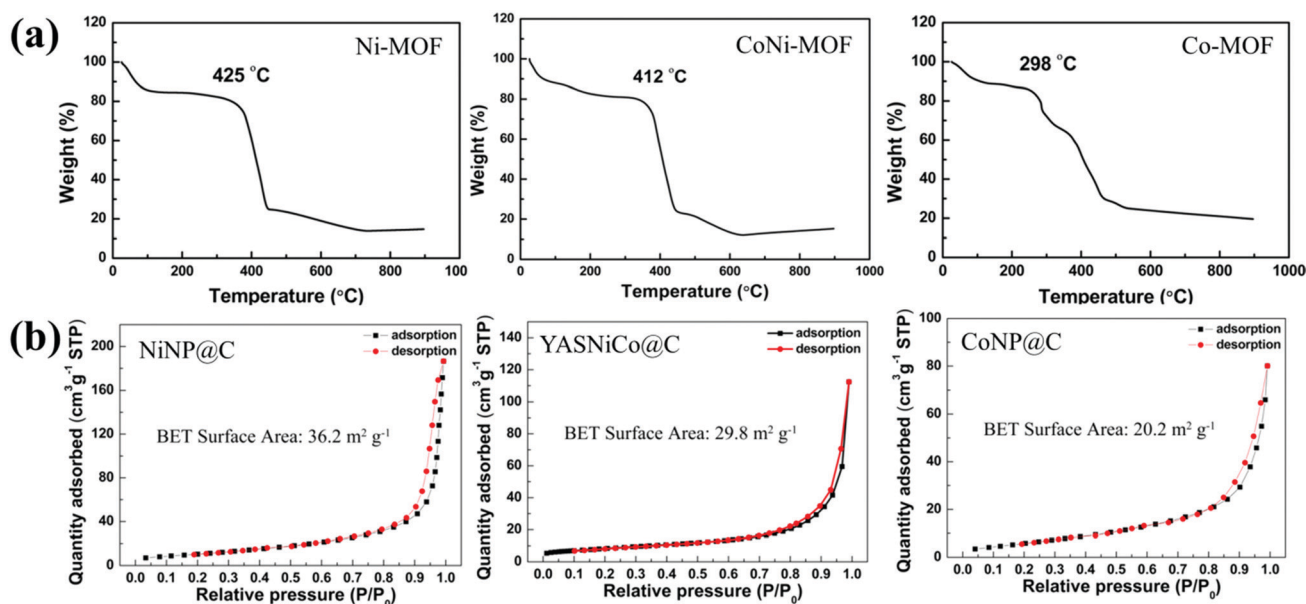 (a)
Ni-MOF
425 °C
Weight (%)
120
100
80
60
40
20
0
0 200 400 600 800 100
Temperature (°C)
CoNi-MOF
412 °C
Weight (%)
120
100
80
60
40
20
0
0 200 400 600 800 1000
Temperature (°C)
Co-MOF
298 °C
Weight (%)
120
100
80
60
40
20
0
0 200 400 600 800 1000
Temperature (°C)
(b)
NiNP@C
adsorption
desorption
BET Surface Area: 36.2 m² g⁻¹
Quantity adsorbed (cm³g⁻¹ STP)
200
160
120
80
40
0
0.0 0.1 0.2 0.3 0.4 0.5 0.6 0.7 0.8 0.9 1.0
Relative pressure (P/P₀)
YASNiCo@C
adsorption
desorption
BET Surface Area: 29.8 m² g⁻¹
Quantity adsorbed (cm³g⁻¹ STP)
140
120
100
80
60
40
20
0
0.0 0.1 0.2 0.3 0.4 0.5 0.6 0.7 0.8 0.9 1.0
Relative pressure (P/P₀)
CoNP@C
adsorption
desorption
BET Surface Area: 20.2 m² g⁻¹
Quantity adsorbed (cm³g⁻¹ STP)
100
80
60
40
20
0
0.0 0.1 0.2 0.3 0.4 0.5 0.6 0.7 0.8 0.9 1.0
Relative pressure (P/P₀)